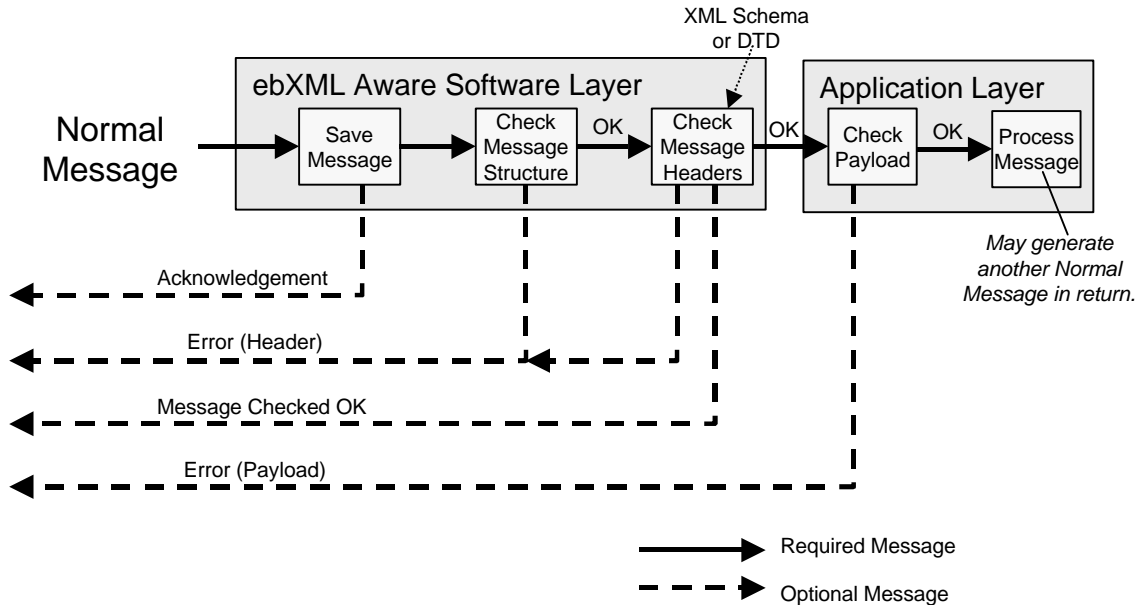 XML Schema
or DTD
ebXML Aware Software Layer
Application Layer
Normal
Message
Save
Message
Check
Message
Structure
OK
Check
Message
Headers
OK
Check
Payload
OK
Process
Message
May generate
another Normal
Message in return.
Acknowledgement
Error (Header)
Message Checked OK
Error (Payload)
Required Message
Optional Message